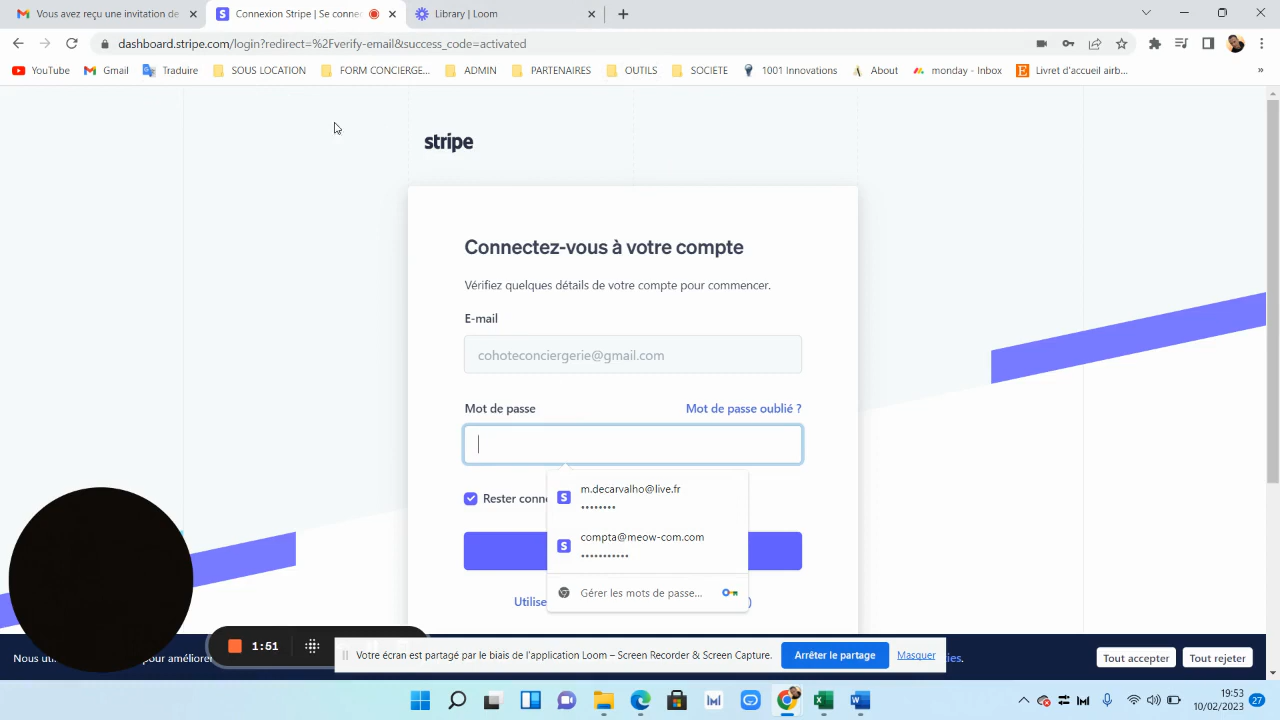 Vous avez reçu une invitation de
Connexion Stripe | Se conne
Library | Loom
dashboard.stripe.com/login?redirect=%2Fverify-email&success_code=activated
YouTube
Gmail
Traduire
SOUS LOCATION
FORM CONCIERGE...
ADMIN
PARTENAIRES
OUTILS
SOCIETE
1001 Innovations
About
monday - Inbox
Livret d'accueil airb...
»
stripe
Connectez-vous à votre compte
Vérifiez quelques détails de votre compte pour commencer.
E-mail
cohoteconciergerie@gmail.com
Mot de passe
Mot de passe oublié ?
m.decarvalho@live.fr
••••••••
Rester conne
compta@meow-com.com
•••••••••••
Gérer les mots de passe...
Utilise
)
1:51
Votre écran est partagé par le biais de l'application Loom – Screen Recorder & Screen Capture.
Arrêter le partage
Masquer
Nous ut
pour améliorer
ies.
Tout accepter
Tout rejeter
19:53
10/02/2023
27